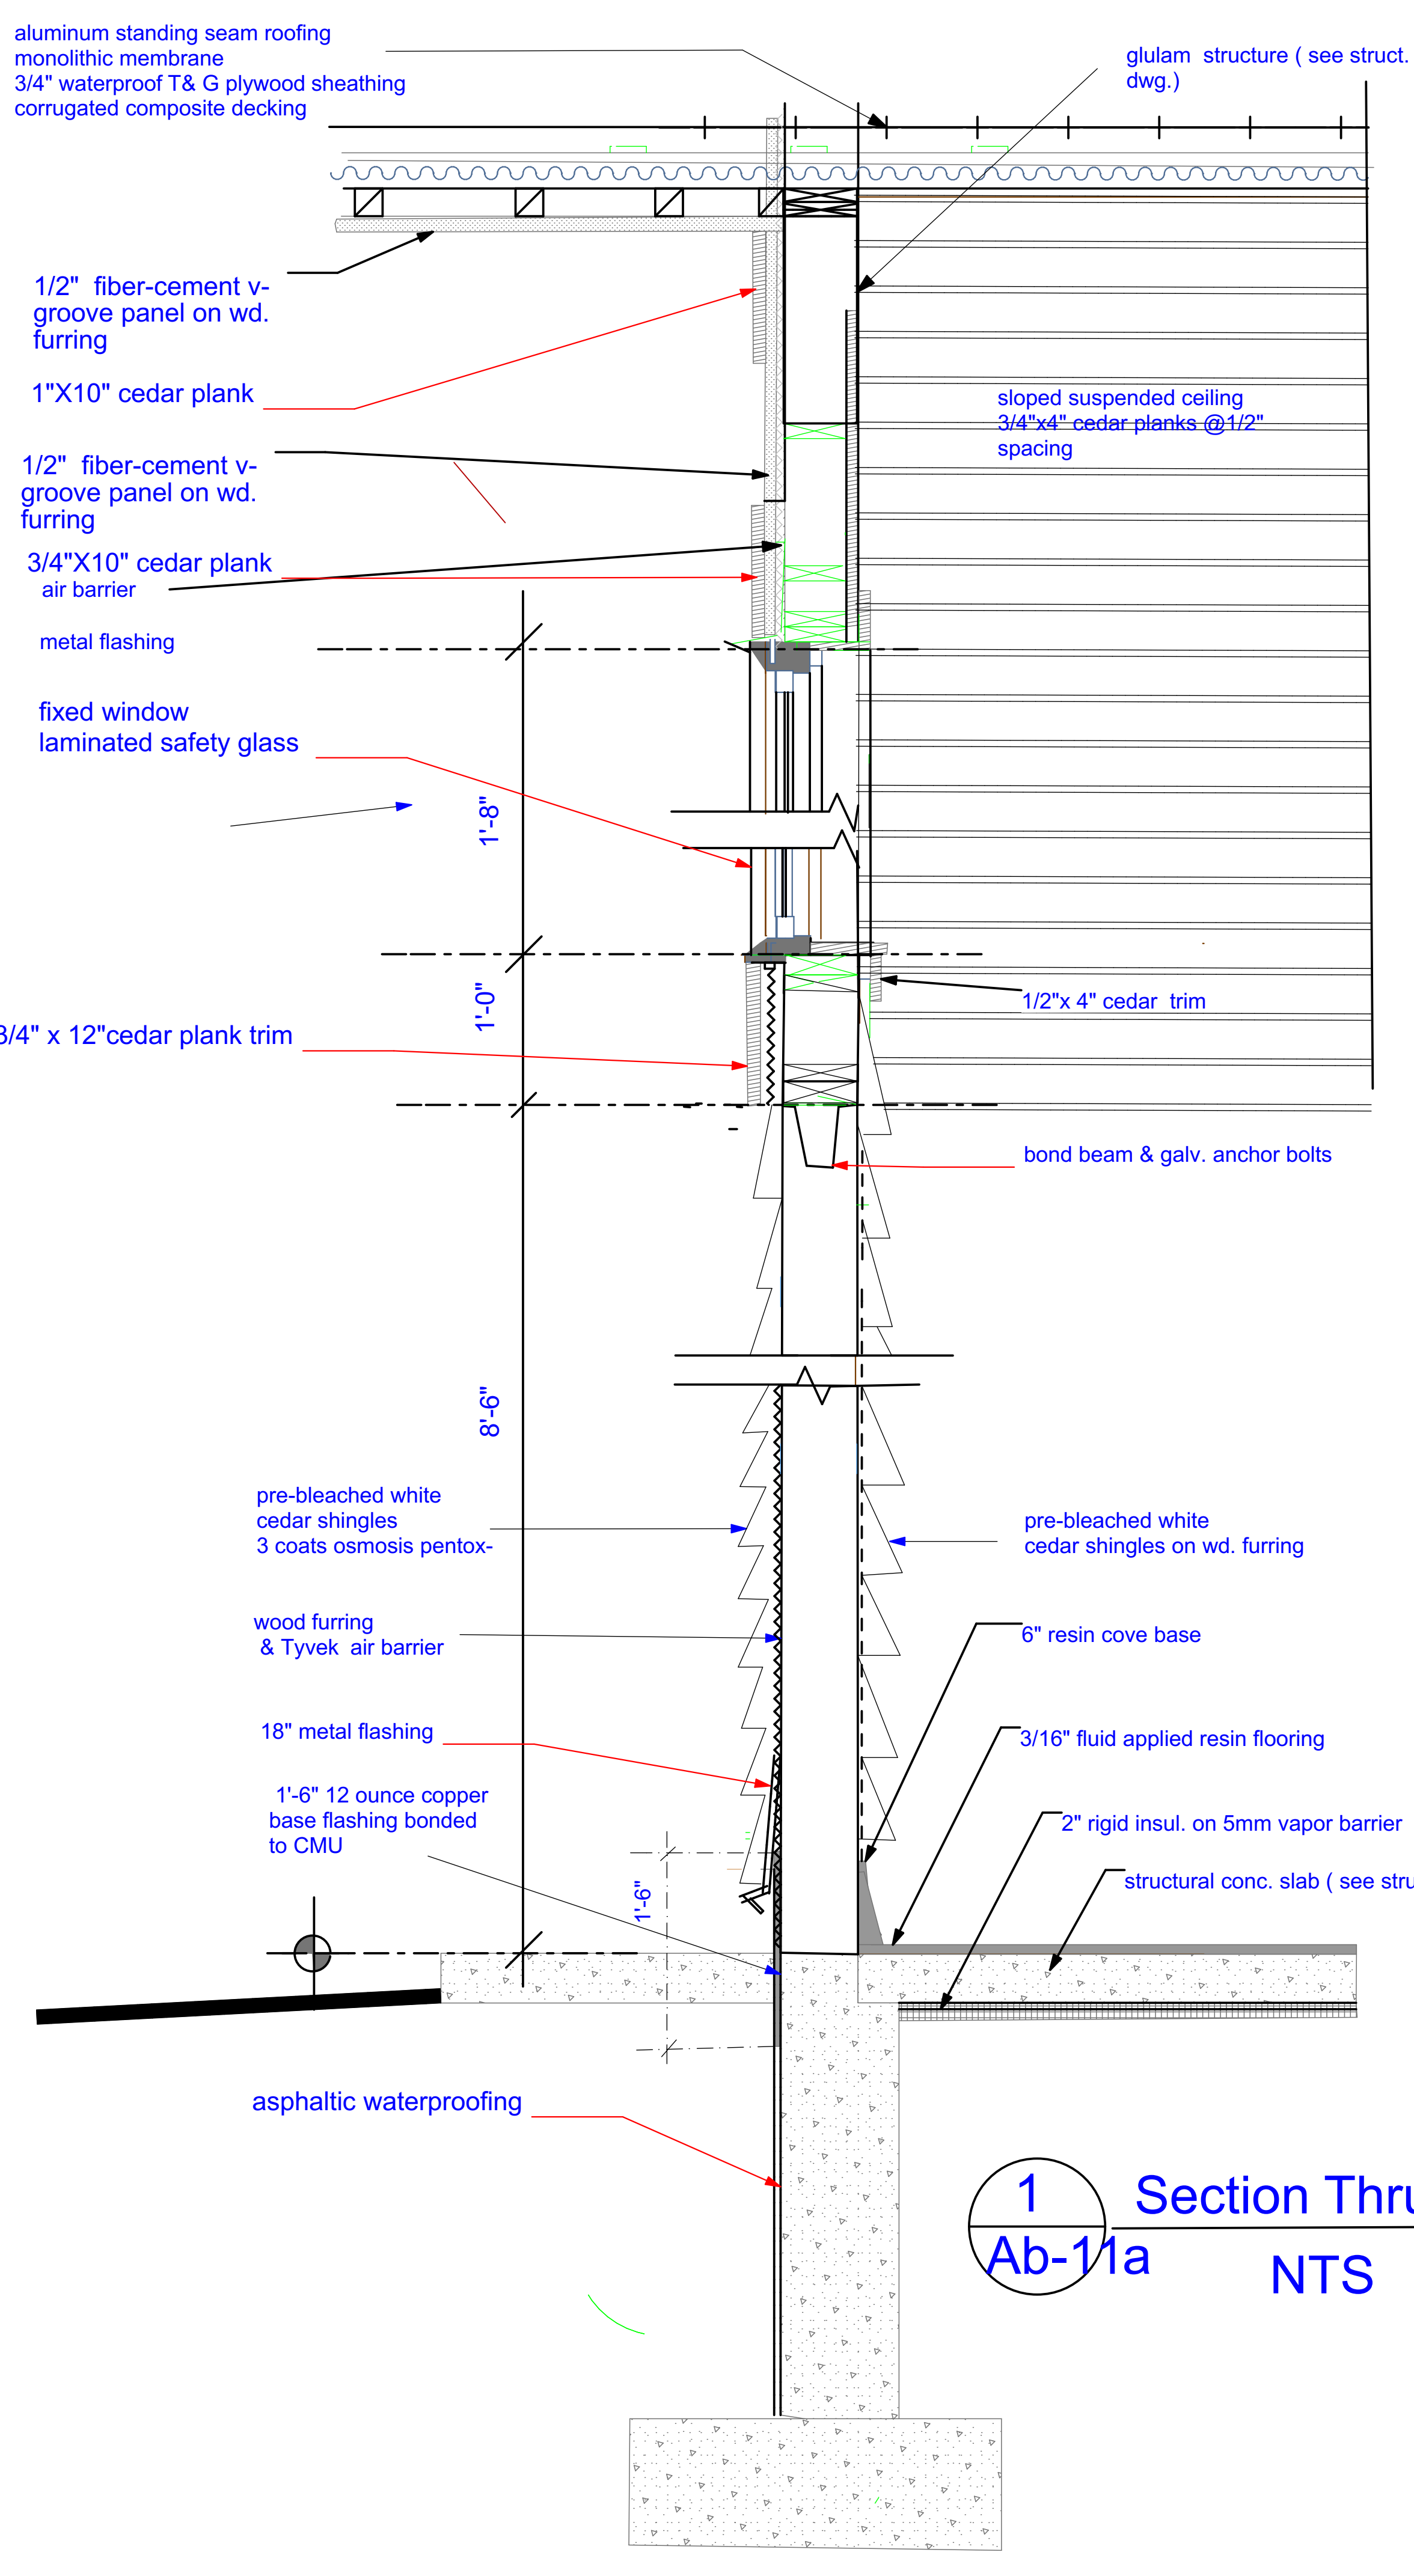 aluminum standing seam roofing
monolithic membrane
3/4" waterproof T& G plywood sheathing
corrugated composite decking
glulam structure ( see struct.
dwg.)
1/2" fiber-cement v-
groove panel on wd.
furring
1"X10" cedar plank
sloped suspended ceiling
3/4"x4" cedar planks @1/2"
spacing
1/2" fiber-cement v-
groove panel on wd.
furring
3/4"X10" cedar plank
air barrier
metal flashing
fixed window
laminated safety glass
1'-8"
1'-0"
1/2"x 4" cedar trim
3/4" x 12"cedar plank trim
bond beam & galv. anchor bolts
8'-6"
pre-bleached white
cedar shingles
3 coats osmosis pentox-
pre-bleached white
cedar shingles on wd. furring
wood furring
& Tyvek air barrier
6" resin cove base
18" metal flashing
3/16" fluid applied resin flooring
1'-6" 12 ounce copper
base flashing bonded
to CMU
2" rigid insul. on 5mm vapor barrier
1'-6"
structural conc. slab ( see stru
asphaltic waterproofing
1
Section Thru
Ab-11a
NTS